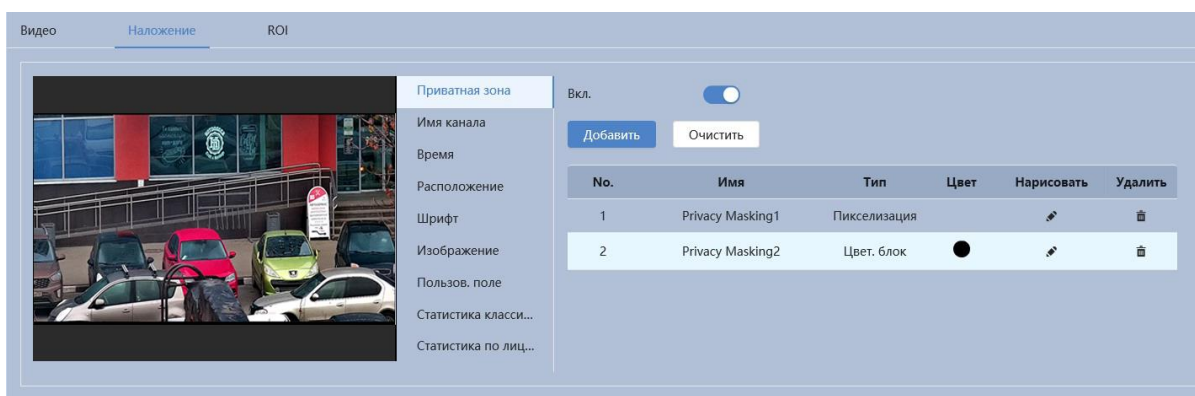 Видео Наложение ROI
Приватная зона
Имя канала
Время
Расположение
Шрифт
Изображение
Пользов. поле
Статистика класси...
Статистика по лиц...
Вкл.
Добавить Очистить
No. Имя Тип Цвет Нарисовать Удалить
1 Privacy Masking1 Пикселизация
2 Privacy Masking2 Цвет. блок